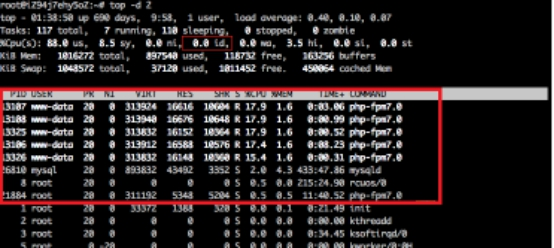 root@iZ94j7ehy5oZ:~# top -d 2
top - 01:38:50 up 690 days, 9:58, 1 user, load average: 0.40, 0.10, 0.07
Tasks: 117 total, 7 running, 110 sleeping, 0 stopped, 0 zombie
%Cpu(s): 88.0 us, 8.5 sy, 0.0 ni, 0.0 id, 0.0 wa, 3.5 hi, 0.0 si, 0.0 st
KiB Mem: 1016272 total, 897540 used, 118732 free, 163256 buffers
KiB Swap: 1048572 total, 37120 used, 1011452 free. 450064 cached Mem
PID USER PR NI VIRT RES SHR S %CPU %MEM TIME+ COMMAND
13107 www-data 20 0 313924 16616 10604 R 17.9 1.6 0:03.06 php-fpm7.0
13108 www-data 20 0 313940 16676 10648 R 17.9 1.6 0:00.99 php-fpm7.0
13325 www-data 20 0 313832 16152 10364 R 17.9 1.6 0:00.52 php-fpm7.0
13106 www-data 20 0 313912 16588 10576 R 17.4 1.6 0:08.23 php-fpm7.0
13326 www-data 20 0 313832 16148 10360 R 15.4 1.6 0:00.31 php-fpm7.0
26810 mysql 20 0 893832 43492 3352 S 2.0 4.3 433:47.86 mysqld
8 root 20 0 0 0 0 S 0.5 0.0 215:24.90 rcuos/0
21884 root 20 0 311192 5348 5204 S 0.5 0.5 11:40.52 php-fpm7.0
1 root 20 0 33372 1388 320 S 0.0 0.1 0:21.49 init
2 root 20 0 0 0 0 S 0.0 0.0 0:00.00 kthreadd
3 root 20 0 0 0 0 S 0.0 0.0 0:34.45 ksoftirqd/0
5 root 0 -20 0 0 0 S 0.0 0.0 0:00.00 kworker/0:0H